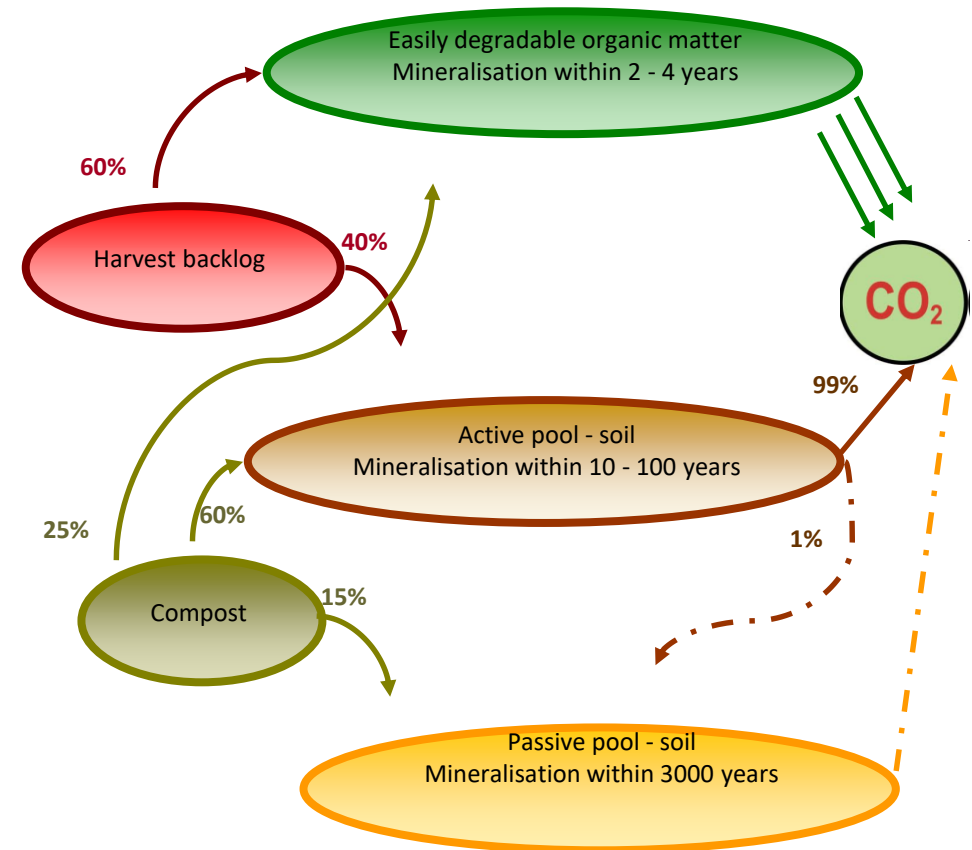 Easily degradable organic matter
Mineralisation within 2 - 4 years
60%
Harvest backlog
40%
CO₂
99%
Active pool - soil
Mineralisation within 10 - 100 years
25%
60%
1%
Compost
15%
Passive pool - soil
Mineralisation within 3000 years